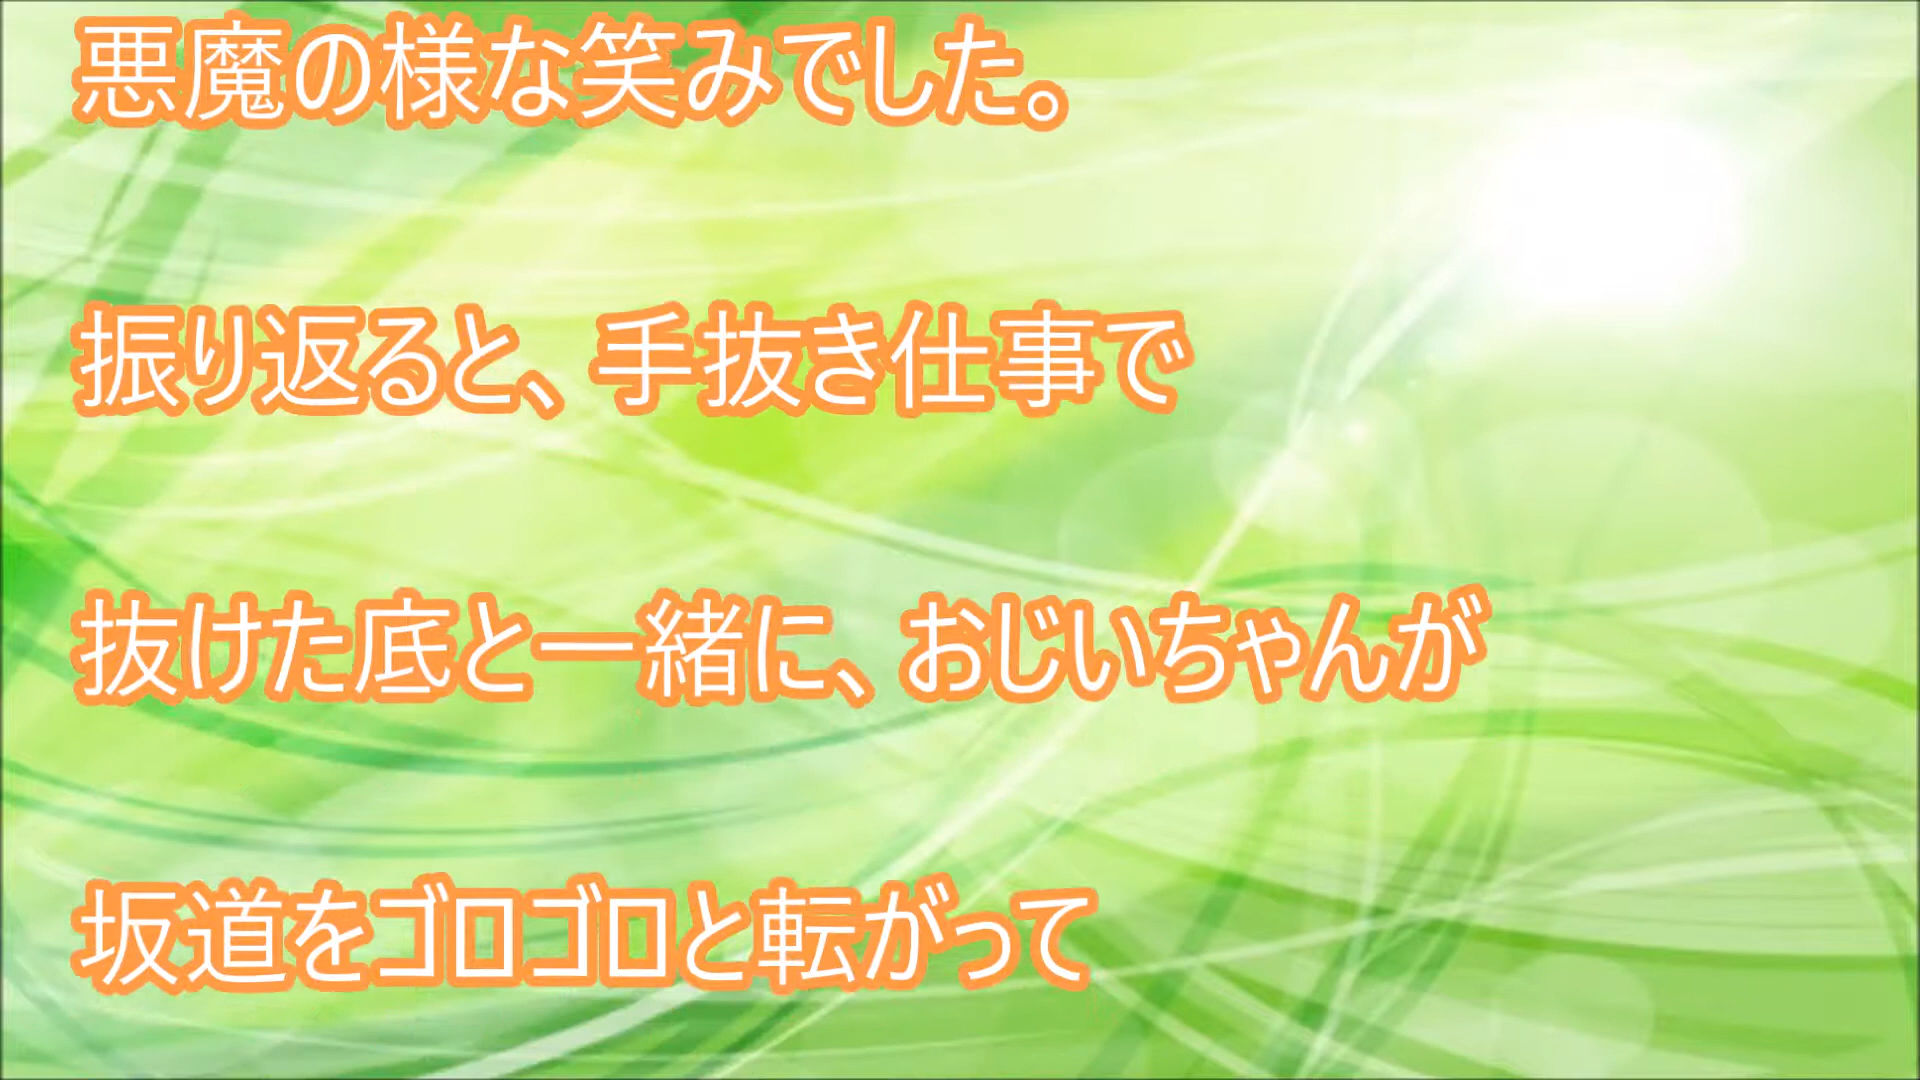 悪魔の様な笑みでした。
振り返ると、手抜き仕事で
抜けた底と一緒に、おじいちゃんが
坂道をゴロゴロと転がって